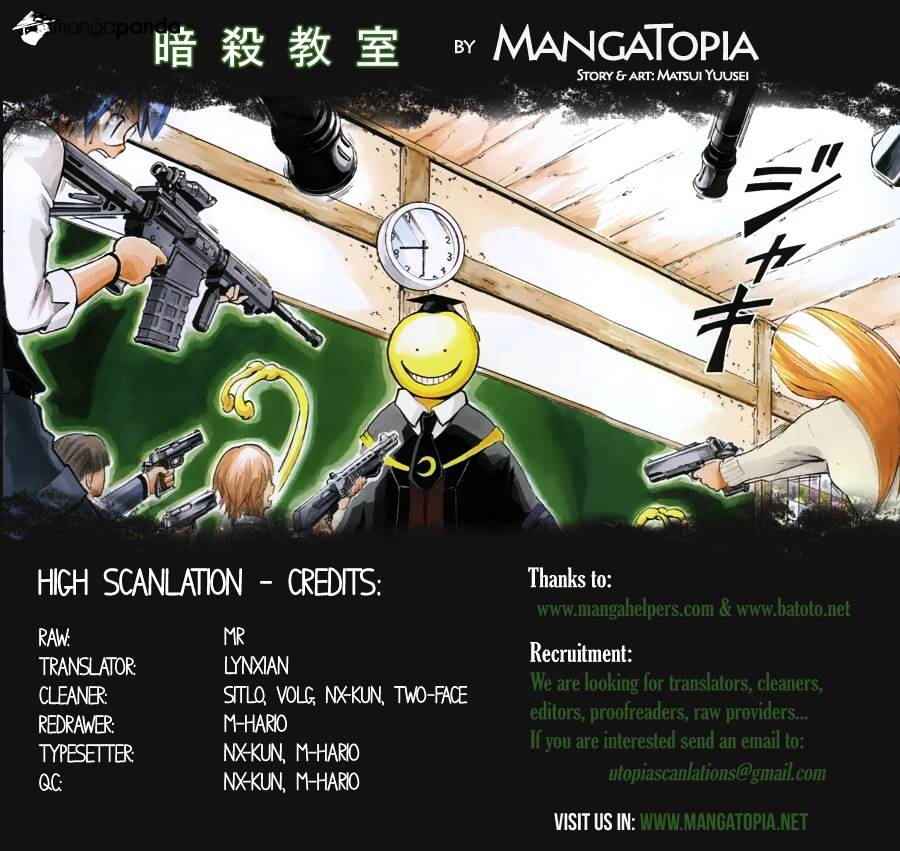 mangapanda
暗殺教室 BY MANGATOPIA
STORY & ART: MATSUI YUUSEI
ジャキ
HIGH SCANLATION - CREDITS:
RAW: MR
TRANSLATOR: LYNXIAN
CLEANER: SITLO, VOLG, NX-KUN, TWO-FACE
REDRAWER: M-HARIO
TYPESETTER: NX-KUN, M-HARIO
QC: NX-KUN, M-HARIO
Thanks to:
www.mangahelpers.com & www.batoto.net
Recruitment:
We are looking for translators, cleaners,
editors, proofreaders, raw providers...
If you are interested send an email to:
utopiascanlations@gmail.com
VISIT US IN: WWW.MANGATOPIA.NET